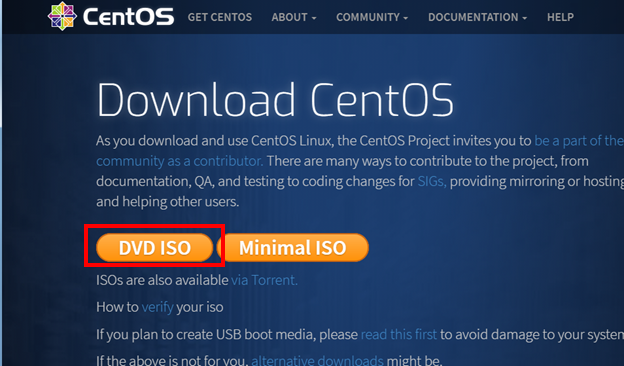 CentOS GET CENTOS ABOUT COMMUNITY DOCUMENTATION HELP
Download CentOS
As you download and use CentOS Linux, the CentOS Project invites you to be a part of the
community as a contributor. There are many ways to contribute to the project, from
documentation, QA, and testing to coding changes for SIGs, providing mirroring or hosting
and helping other users.
DVD ISO Minimal ISO
ISOs are also available via Torrent.
How to verify your iso
If you plan to create USB boot media, please read this first to avoid damage to your system
If the above is not for you, alternative downloads might be.